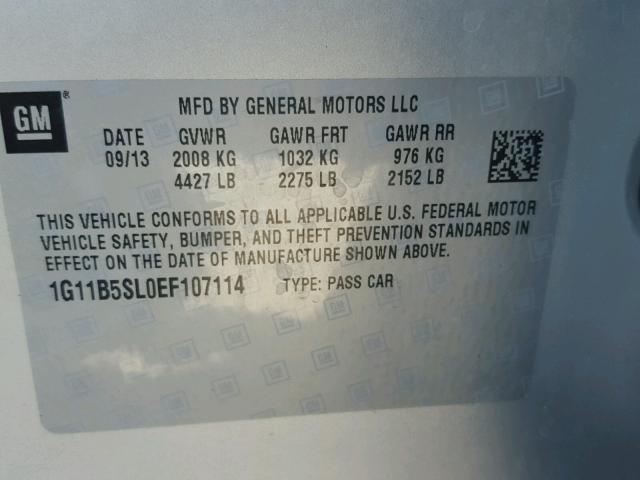 GM ®
MFD BY GENERAL MOTORS LLC
DATE GVWR GAWR FRT GAWR RR
09/13 2008 KG 1032 KG 976 KG
4427 LB 2275 LB 2152 LB
THIS VEHICLE CONFORMS TO ALL APPLICABLE U.S. FEDERAL MOTOR
VEHICLE SAFETY, BUMPER, AND THEFT PREVENTION STANDARDS IN
EFFECT ON THE DATE OF MANUFACTURE SHOWN ABOVE.
1G11B5SL0EF107114 TYPE: PASS CAR